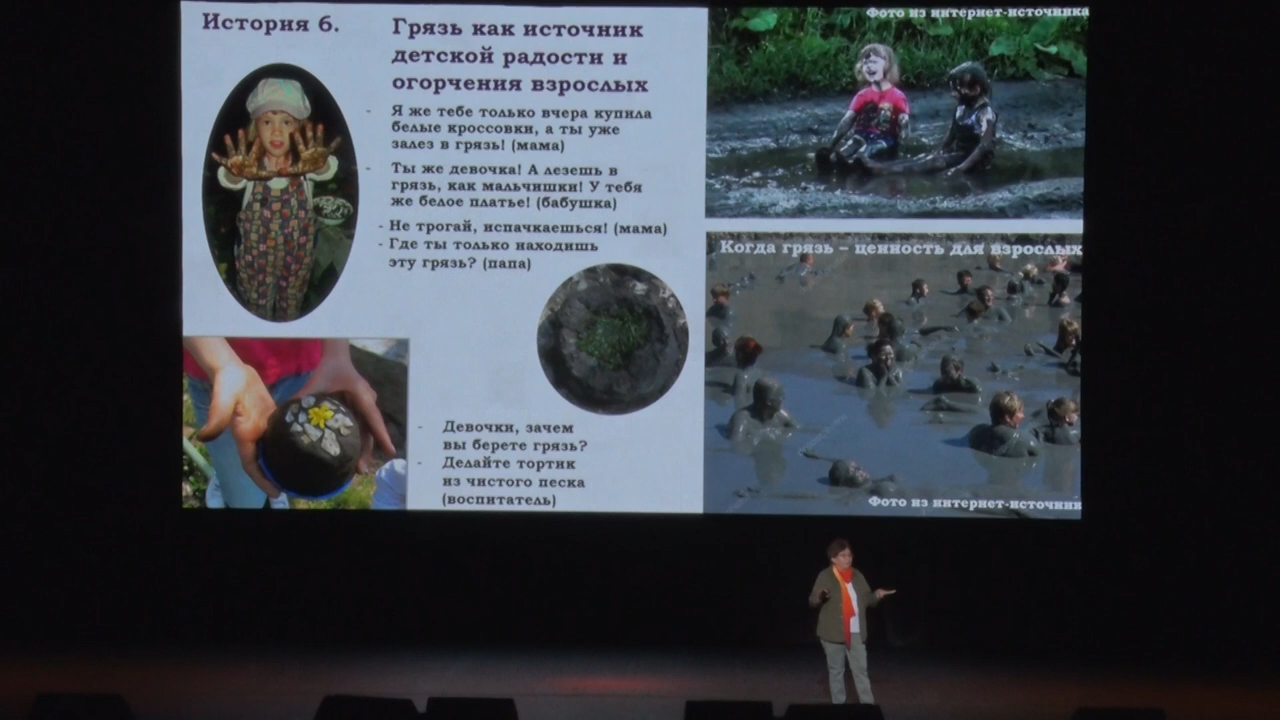 История 6.
Грязь как источник
детской радости и
огорчения взрослых
- Я же тебе только вчера купила
белые кроссовки, а ты уже
залез в грязь! (мама)
- Ты же девочка! А лезешь в
грязь, как мальчишки! У тебя
же белое платье! (бабушка)
- Не трогай, испачкаешься! (мама)
- Где ты только находишь
эту грязь? (папа)
- Девочки, зачем
вы берете грязь?
- Делайте тортик
из чистого песка
(воспитатель)
Фото из интернет-источника
Когда грязь – ценность для взрослых
Фото из интернет-источник